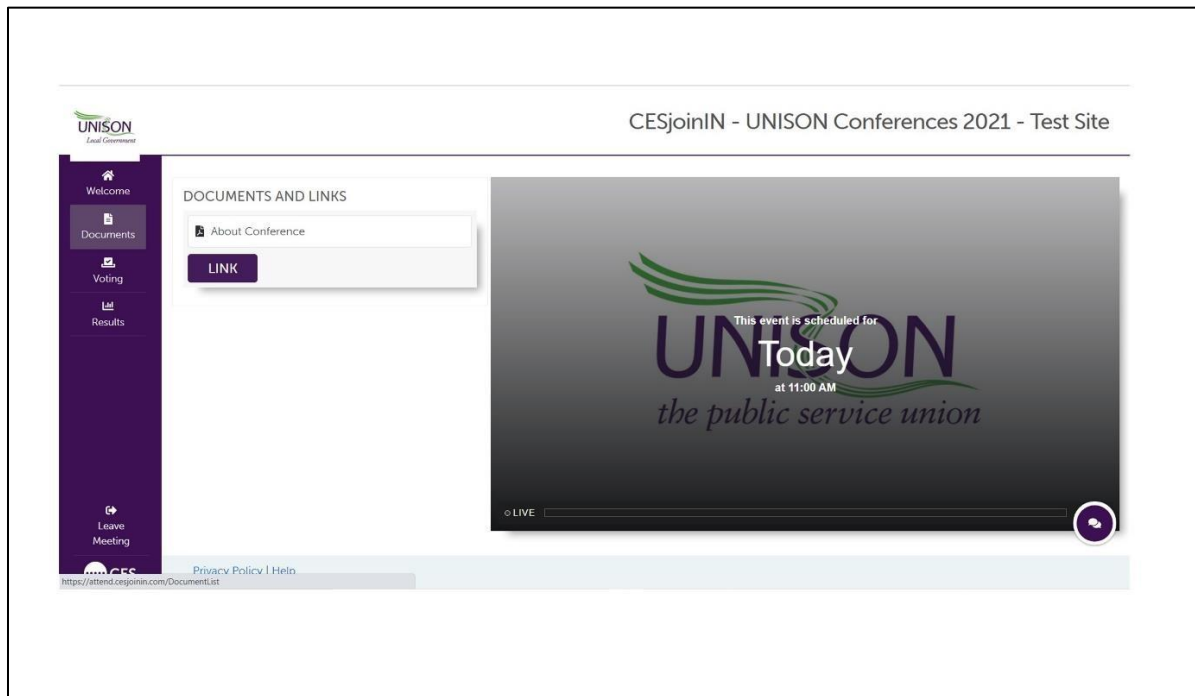 UNISON
Local Government
CESjoinIN - UNISON Conferences 2021 - Test Site
Welcome
Documents
Voting
Results
Leave
Meeting
CES
DOCUMENTS AND LINKS
About Conference
LINK
UNISON
the public service union
This event is scheduled for
Today
at 11:00 AM
LIVE
Privacy Policy | Help
https://attend.cesjoinin.com/DocumentList